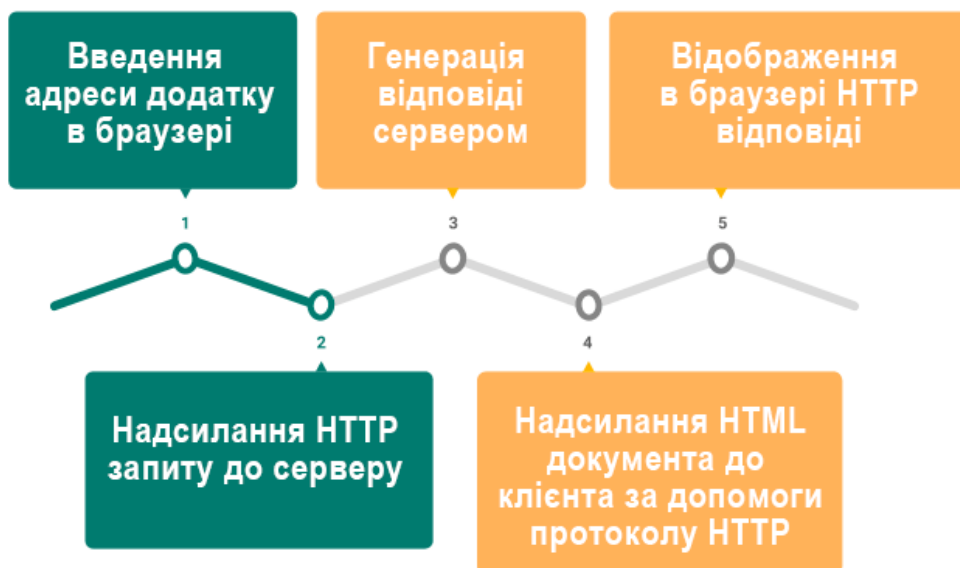 Введення
адреси додатку
в браузері
1
Надсилання HTTP
запиту до серверу
2
Генерація
відповіді
сервером
3
Надсилання HTML
документа до
клієнта за допомоги
протоколу HTTP
4
Відображення
в браузері HTTP
відповіді
5